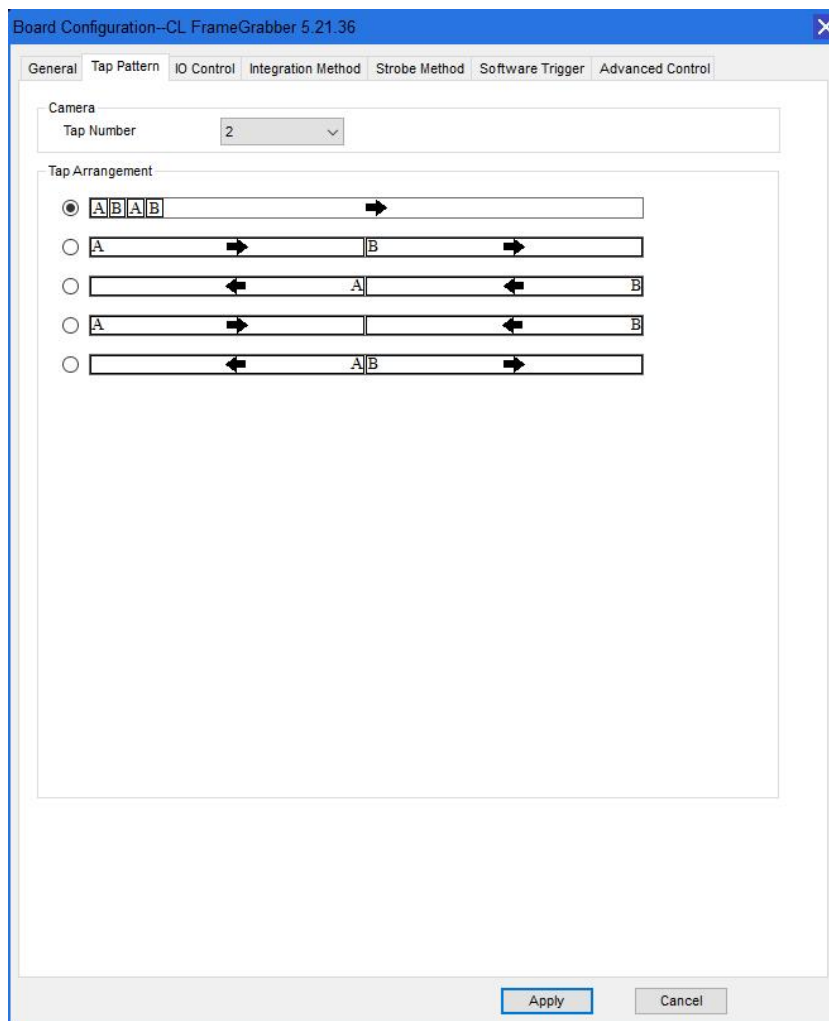 Board Configuration--CL FrameGrabber 5.21.36
General Tap Pattern IO Control Integration Method Strobe Method Software Trigger Advanced Control
Camera
Tap Number 2
Tap Arrangement
A B A B
A B
A B
A B
A B
Apply Cancel